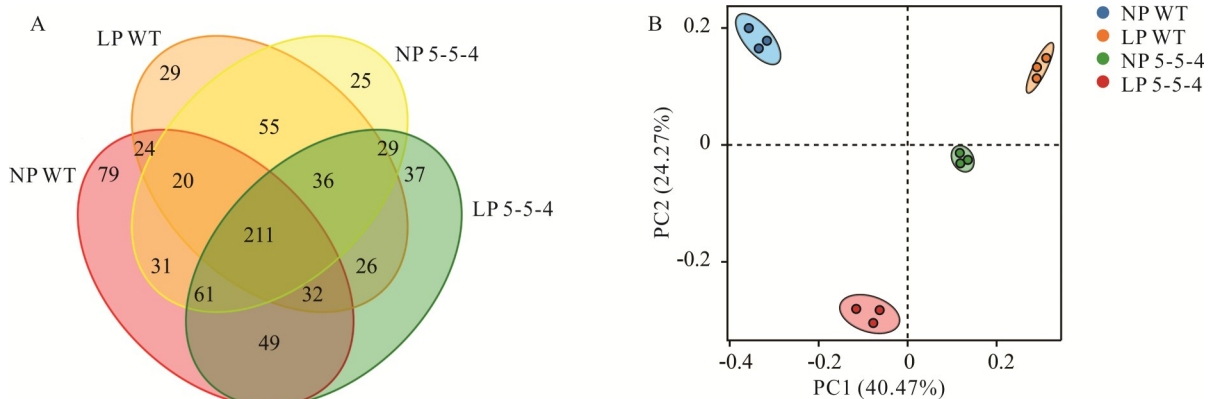 A
LP WT
NP 5-5-4
29
25
55
24
29
NP WT
79
20
36
37
LP 5-5-4
211
31
26
61
32
49
B
0.2
0
-0.2
PC2 (24.27%)
-0.4
-0.2
0
0.2
PC1 (40.47%)
NP WT
LP WT
NP 5-5-4
LP 5-5-4